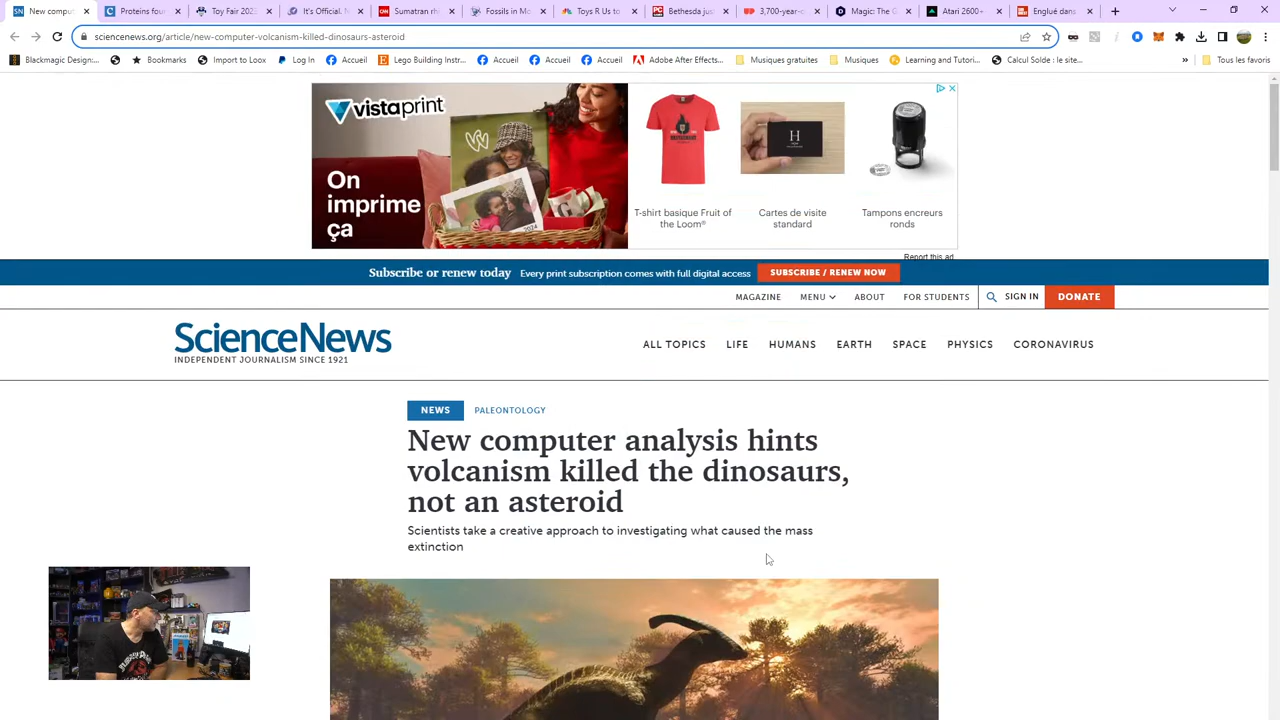 New compu
Proteins foun
Toy Fair 2023
It's Official. M
Sumatran rh
Fossils in Mo
Toys R Us to
Bethesda jus
3,700-year-o
Magic: The G
Atari 2600+
Englué dans
sciencenews.org/article/new-computer-volcanism-killed-dinosaurs-asteroid
Blackmagic Design:... Bookmarks Import to Loox Log In Accueil Lego Building Instr... Accueil Accueil Accueil Adobe After Effects... Musiques gratuites Musiques Learning and Tutori... Calcul Solde : le site... » Tous les favoris
vistaprint
On
imprime
ça
2024
H
T-shirt basique Fruit of
the Loom®
Cartes de visite
standard
Tampons encreurs
ronds
Report this ad
Subscribe or renew today Every print subscription comes with full digital access SUBSCRIBE / RENEW NOW
MAGAZINE MENU ABOUT FOR STUDENTS SIGN IN DONATE
ScienceNews
INDEPENDENT JOURNALISM SINCE 1921
ALL TOPICS LIFE HUMANS EARTH SPACE PHYSICS CORONAVIRUS
NEWS PALEONTOLOGY
New computer analysis hints
volcanism killed the dinosaurs,
not an asteroid
Scientists take a creative approach to investigating what caused the mass
extinction